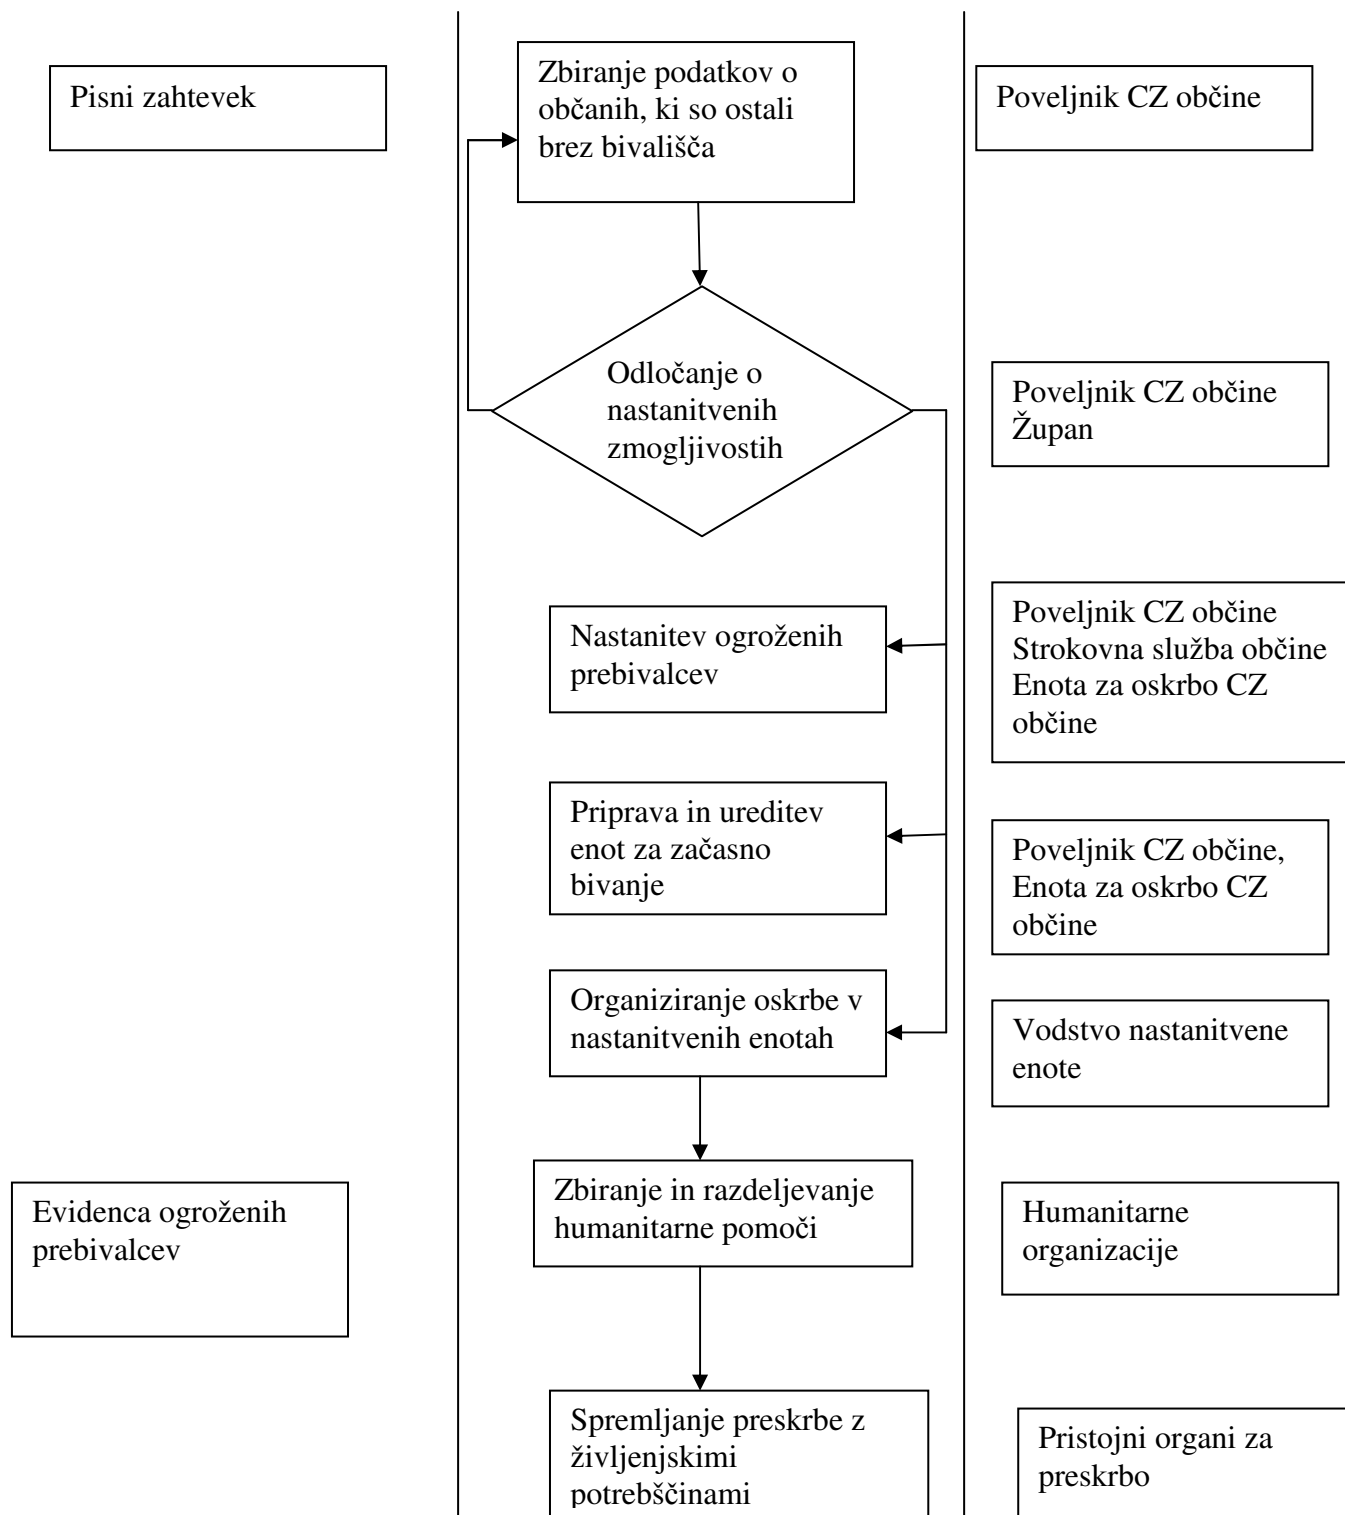 Pisni zahtevek
Zbiranje podatkov o
občanih, ki so ostali
brez bivališča
Poveljnik CZ občine
Odločanje o
nastanitvenih
zmogljivostih
Poveljnik CZ občine
Župan
Nastanitev ogroženih
prebivalcev
Poveljnik CZ občine
Strokovna služba občine
Enota za oskrbo CZ
občine
Priprava in ureditev
enot za začasno
bivanje
Poveljnik CZ občine,
Enota za oskrbo CZ
občine
Organiziranje oskrbe v
nastanitvenih enotah
Vodstvo nastanitvene
enote
Evidenca ogroženih
prebivalcev
Zbiranje in razdeljevanje
humanitarne pomoči
Humanitarne
organizacije
Spremljanje preskrbe z
življenjskimi
potrebščinami
Pristojni organi za
preskrbo